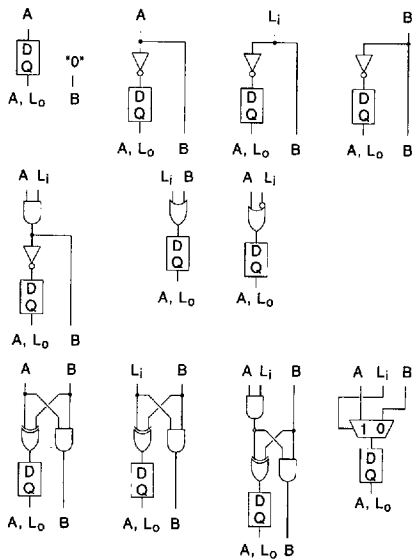 A A Li B
D Q "0" D Q D Q D Q
A, Lo B A, Lo B A, Lo B A, Lo B
A Li Li B A Li
D Q D Q D Q
A, Lo B A, Lo A, Lo
A B Li B A Li B A Li B
1 0
D Q D Q D Q D Q
A, Lo B A, Lo B A, Lo B A, Lo